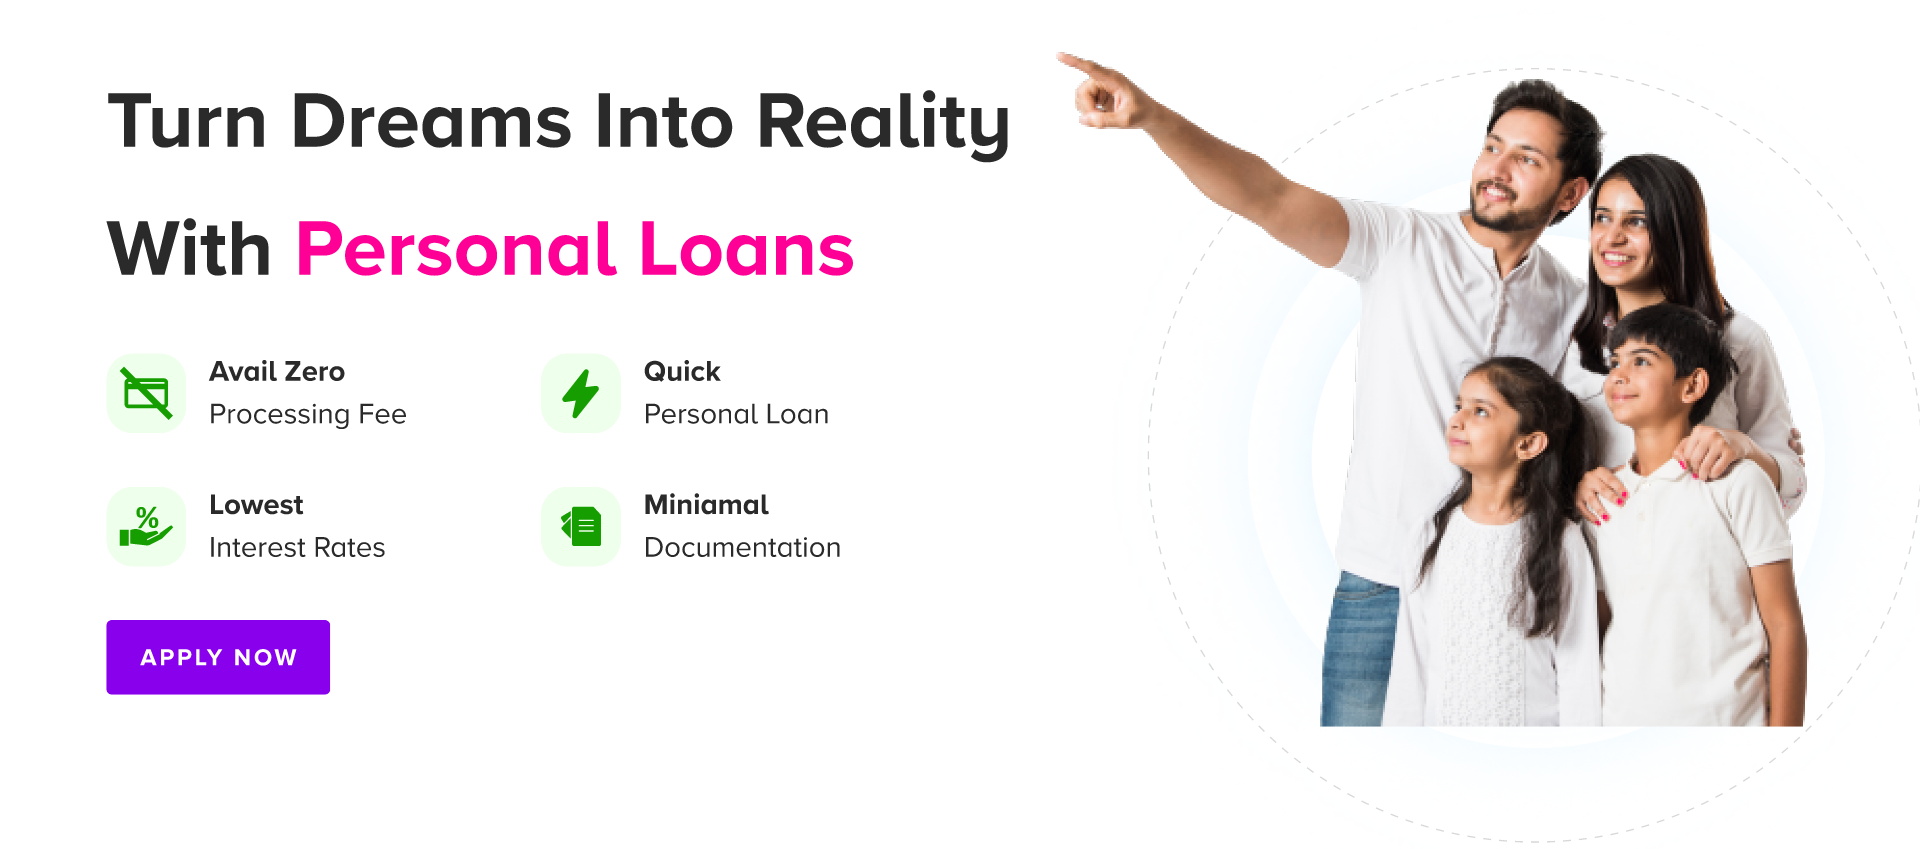 Turn Dreams Into Reality
With Personal Loans
Avail Zero
Processing Fee
Quick
Personal Loan
Lowest
Interest Rates
Miniamal
Documentation
APPLY NOW